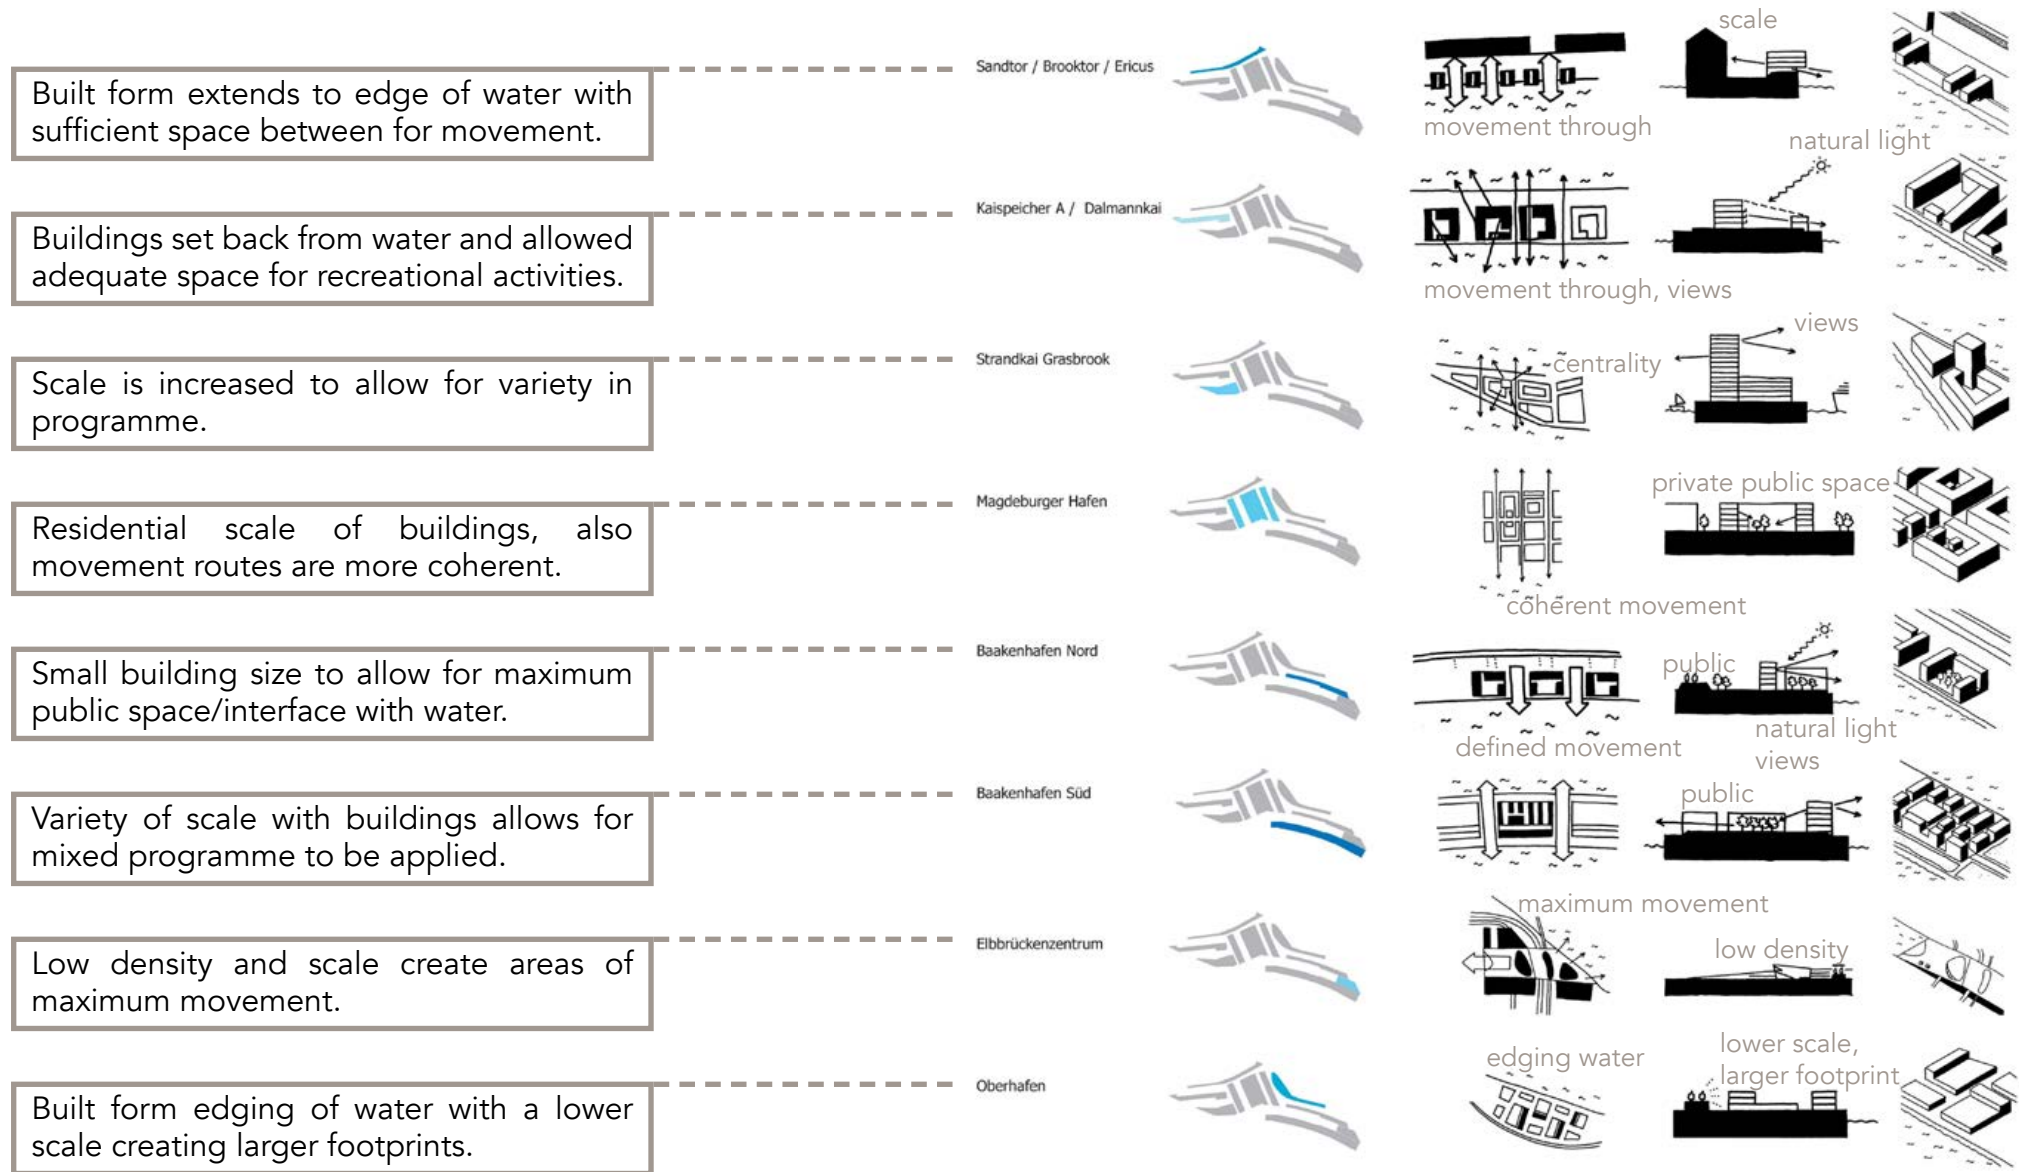 Built form extends to edge of water with
sufficient space between for movement.
Sandtor / Brooktor / Ericus
movement through
scale
Buildings set back from water and allowed
adequate space for recreational activities.
Kaispeicher A / Dalmannkai
movement through, views
natural light
Scale is increased to allow for variety in
programme.
Strandkai Grasbrook
centrality
views
Residential scale of buildings, also
movement routes are more coherent.
Magdeburger Hafen
coherent movement
private public space
Small building size to allow for maximum
public space/interface with water.
Baakenhafen Nord
defined movement
public
natural light
views
Variety of scale with buildings allows for
mixed programme to be applied.
Baakenhafen Süd
public
Low density and scale create areas of
maximum movement.
Elbbrückenzentrum
maximum movement
low density
Built form edging of water with a lower
scale creating larger footprints.
Oberhafen
edging water
lower scale,
larger footprint